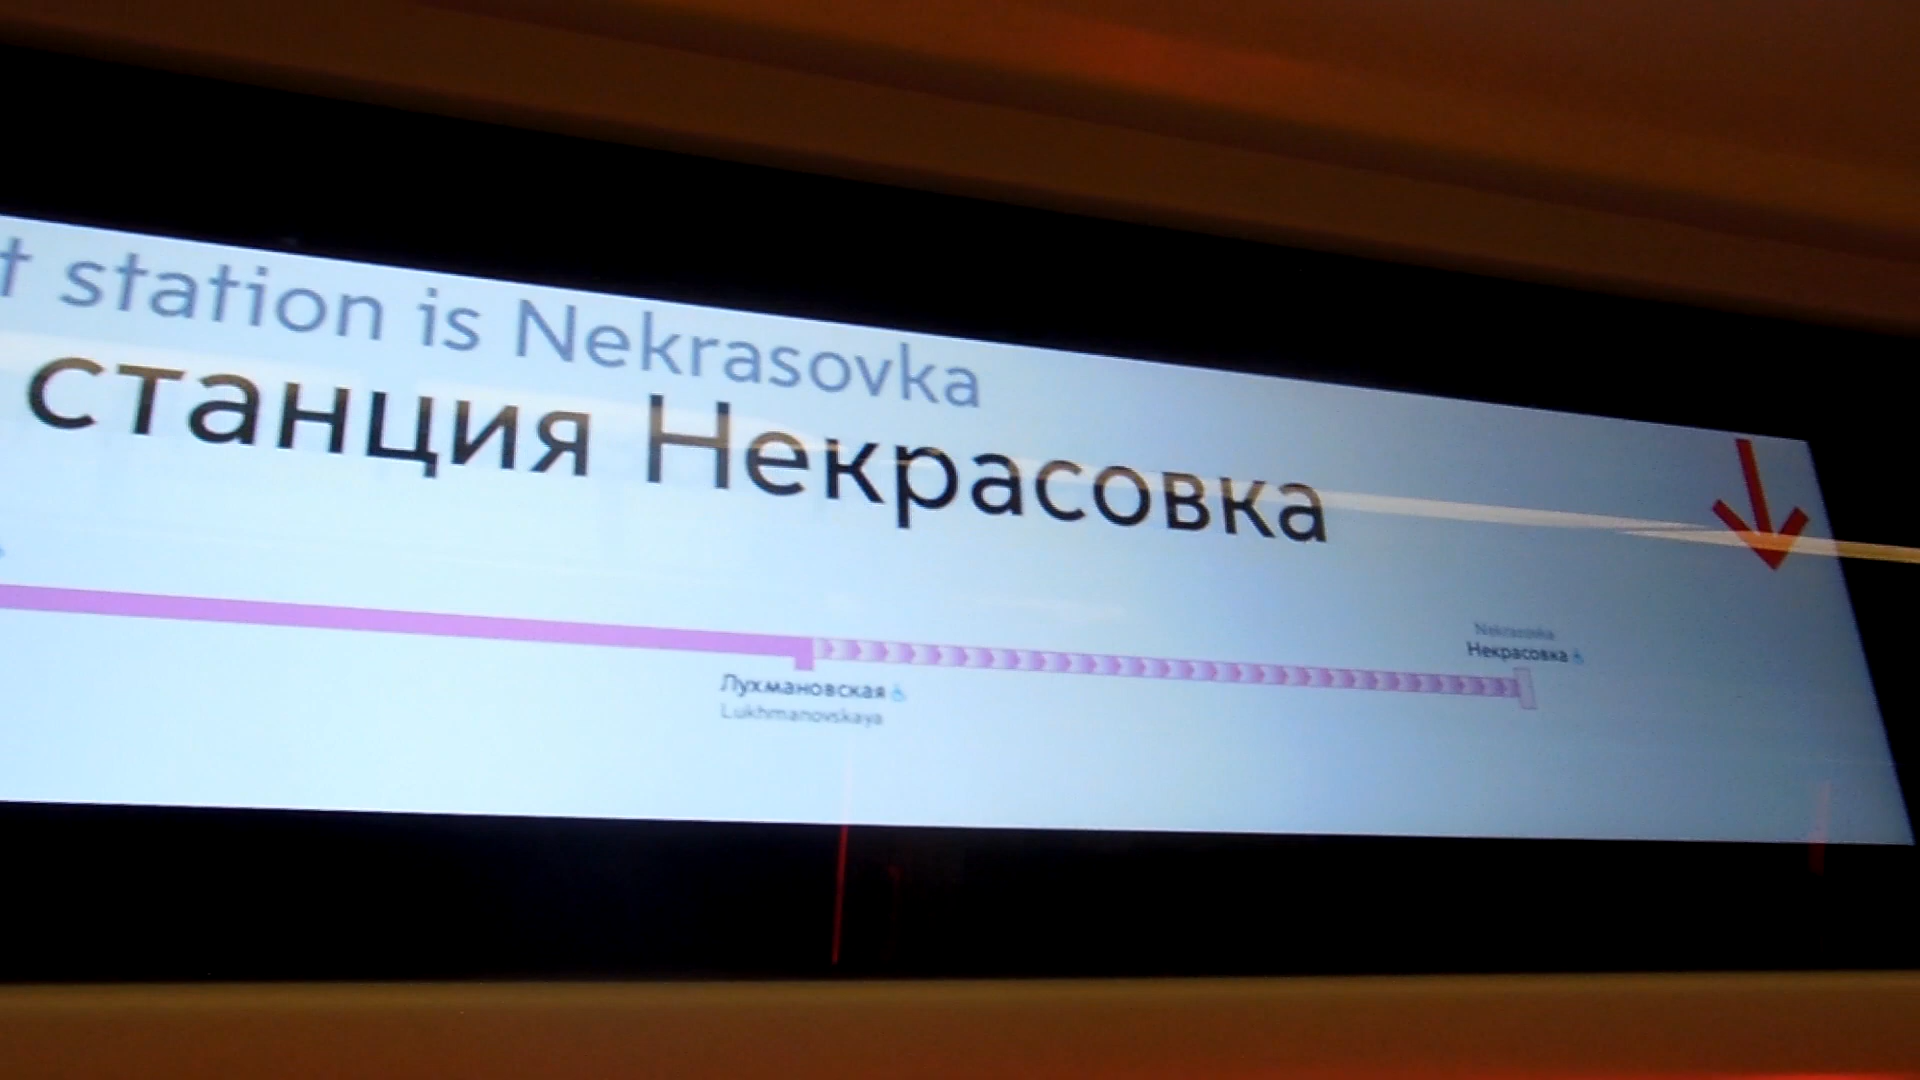 station is Nekrasovka
станция Некрасовка
Nekrasovka
Некрасовка
Лухмановская
Lukhmanovskaya